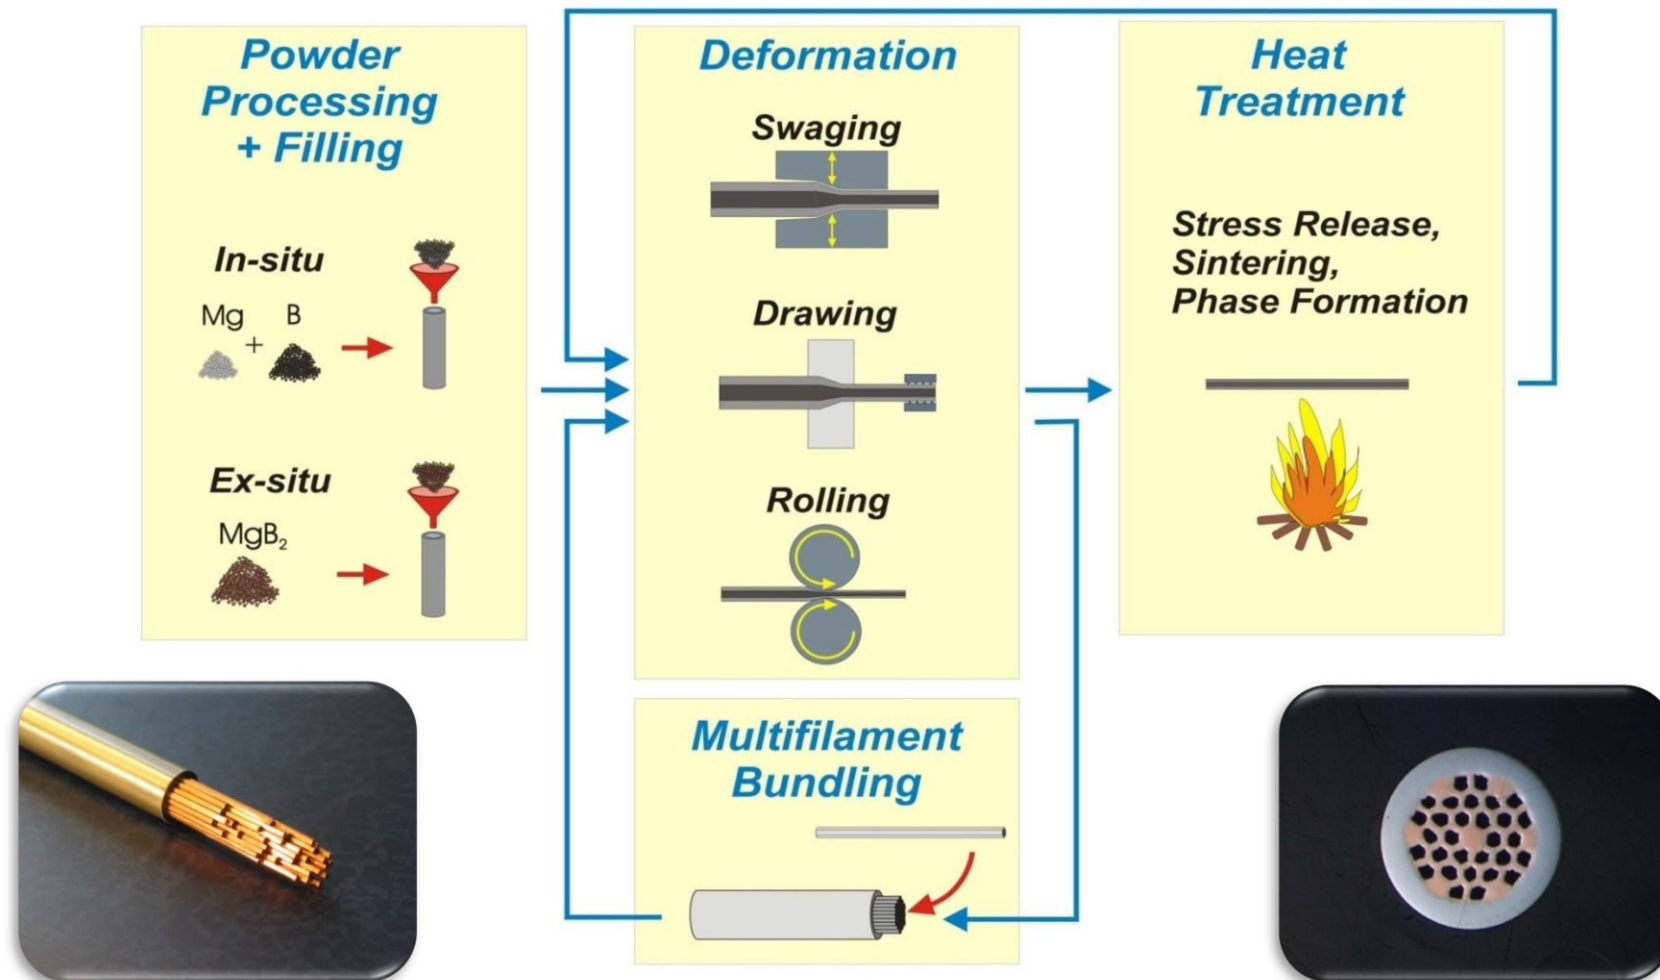 Powder
Processing
+ Filling
In-situ
Mg
+
B
Ex-situ
MgB₂
Deformation
Swaging
Drawing
Rolling
Heat
Treatment
Stress Release,
Sintering,
Phase Formation
Multifilament
Bundling